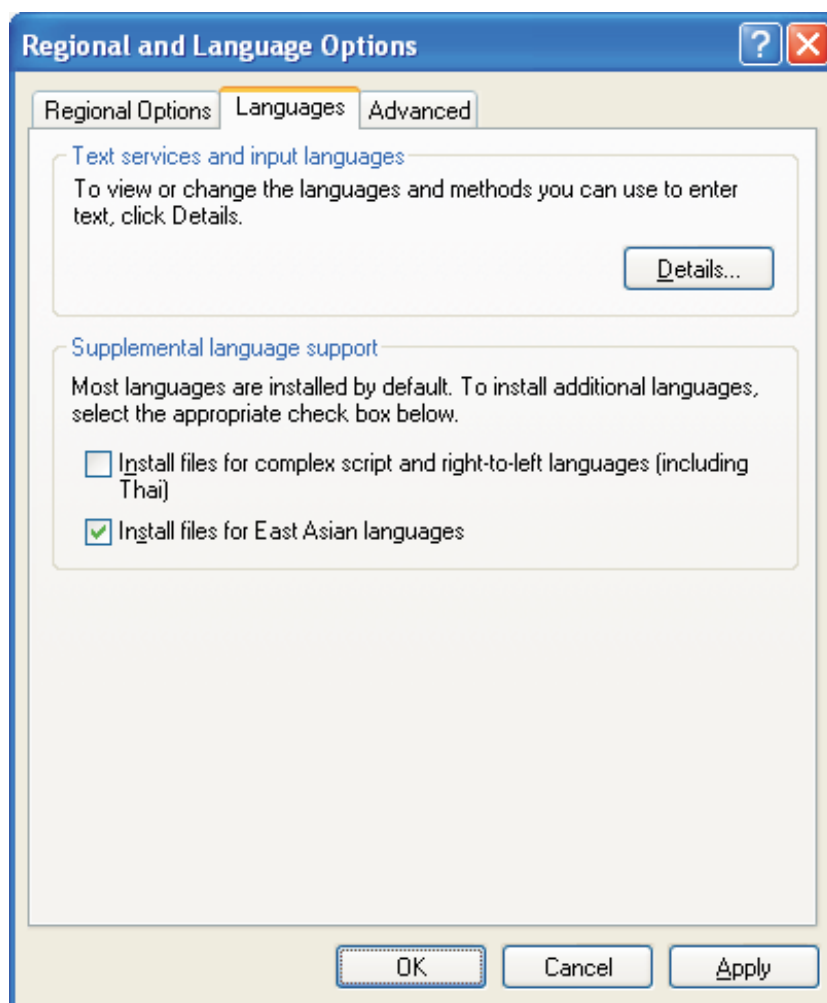 Regional and Language Options
Regional Options Languages Advanced
Text services and input languages
To view or change the languages and methods you can use to enter
text, click Details.
Details...
Supplemental language support
Most languages are installed by default. To install additional languages,
select the appropriate check box below.
Install files for complex script and right-to-left languages (including
Thai)
Install files for East Asian languages
OK Cancel Apply